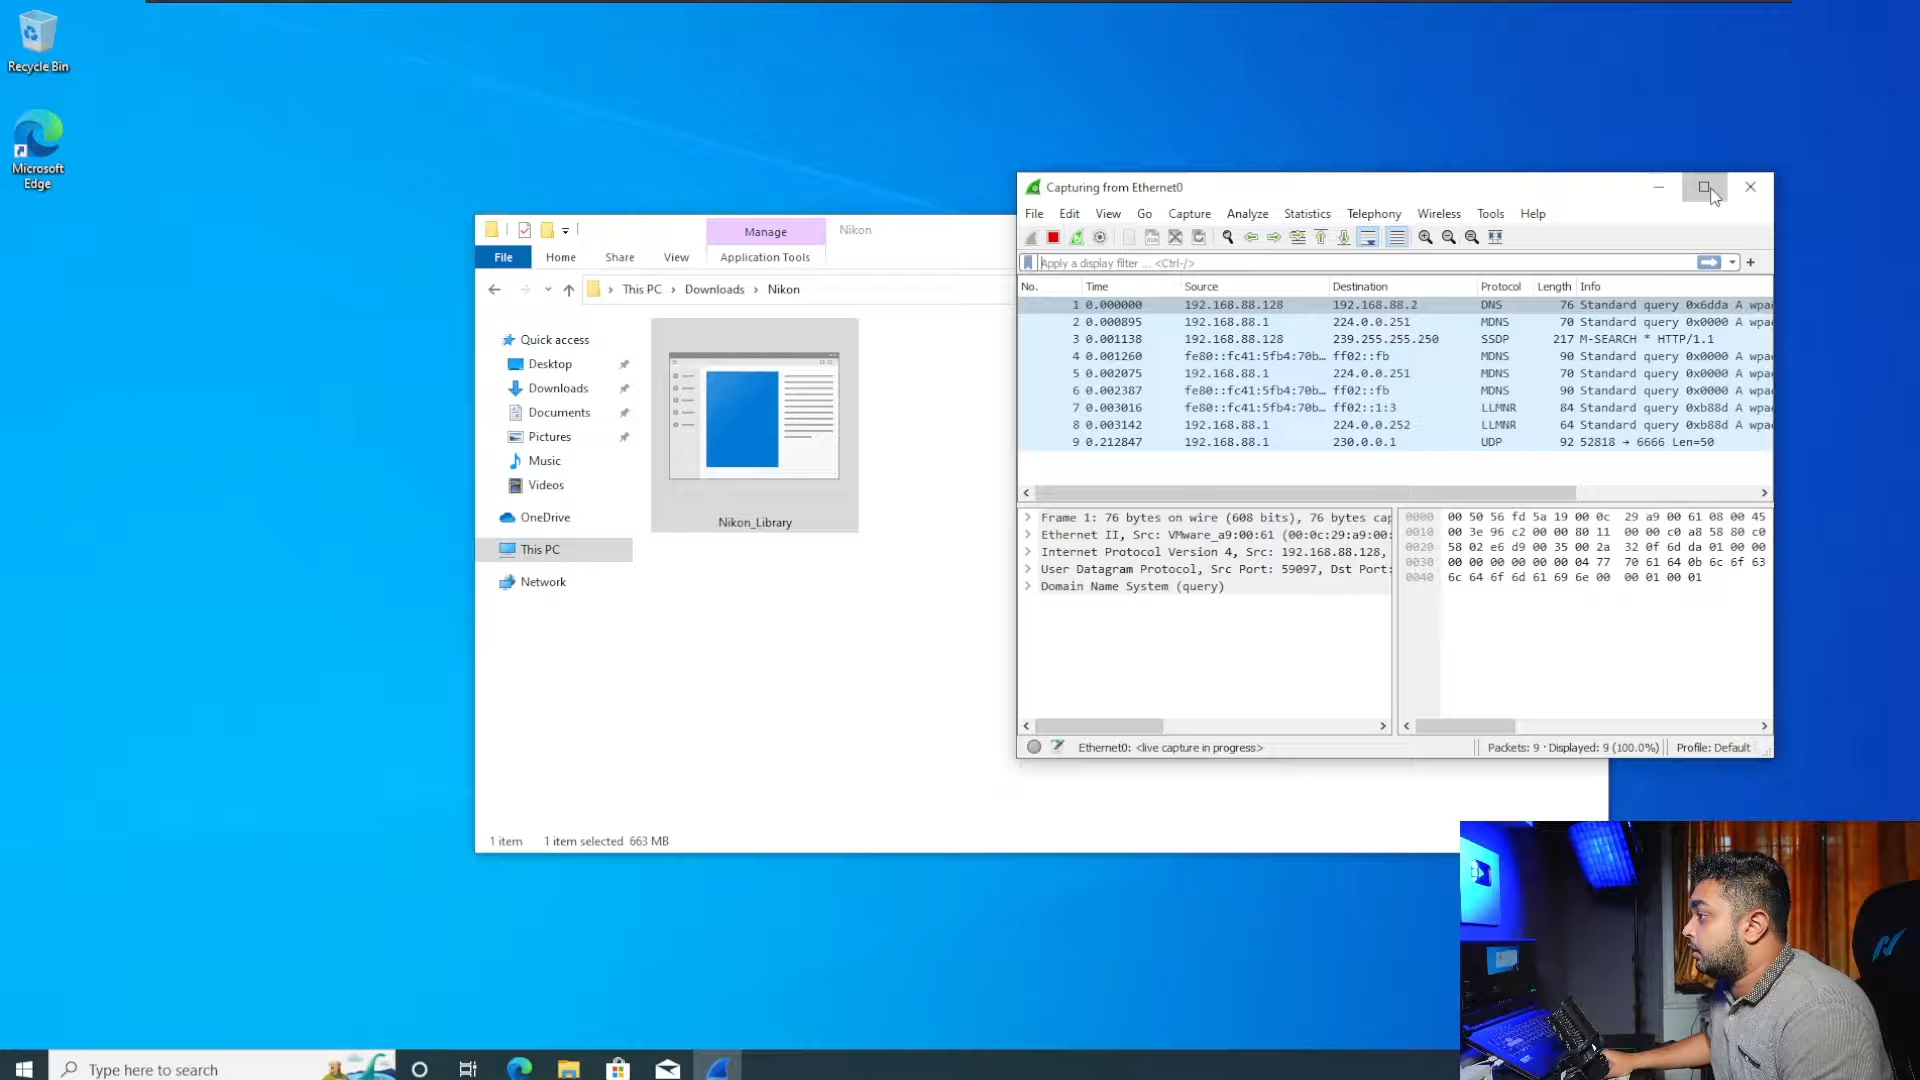 Recycle Bin
Microsoft
Edge
Manage
Nikon
File
Home
Share
View
Application Tools
This PC
Downloads
Nikon
Quick access
Desktop
Downloads
Documents
Pictures
Music
Videos
OneDrive
This PC
Network
Nikon_Library
1 item
1 item selected 663 MB
Capturing from Ethernet0
File Edit View Go Capture Analyze Statistics Telephony Wireless Tools Help
Apply a display filter ... <Ctrl-/>
No. Time Source Destination Protocol Length Info
1 0.000000 192.168.88.128 192.168.88.2 DNS 76 Standard query 0x6dda A wpa
2 0.000895 192.168.88.1 224.0.0.251 MDNS 70 Standard query 0x0000 A wpa
3 0.001138 192.168.88.128 239.255.255.250 SSDP 217 M-SEARCH * HTTP/1.1
4 0.001260 fe80::fc41:5fb4:70b… ff02::fb MDNS 90 Standard query 0x0000 A wpa
5 0.002075 192.168.88.1 224.0.0.251 MDNS 70 Standard query 0x0000 A wpa
6 0.002387 fe80::fc41:5fb4:70b… ff02::fb MDNS 90 Standard query 0x0000 A wpa
7 0.003016 fe80::fc41:5fb4:70b… ff02::1:3 LLMNR 84 Standard query 0xb88d A wpa
8 0.003142 192.168.88.1 224.0.0.252 LLMNR 64 Standard query 0xb88d A wpa
9 0.212847 192.168.88.1 230.0.0.1 UDP 92 52818 → 6666 Len=50
Frame 1: 76 bytes on wire (608 bits), 76 bytes cap
Ethernet II, Src: VMware_a9:00:61 (00:0c:29:a9:00:
Internet Protocol Version 4, Src: 192.168.88.128,
User Datagram Protocol, Src Port: 59097, Dst Port:
Domain Name System (query)
0000 00 50 56 fd 5a 19 00 0c 29 a9 00 61 08 00 45
0010 00 3e 96 c2 00 00 80 11 00 00 c0 a8 58 80 c0
0020 58 02 e6 d9 00 35 00 2a 32 0f 6d da 01 00 00
0030 00 00 00 00 00 00 04 77 70 61 64 0b 6c 6f 63
0040 6c 64 6f 6d 61 69 6e 00 00 01 00 01
Ethernet0: <live capture in progress>
Packets: 9 · Displayed: 9 (100.0%)
Profile: Default
Type here to search